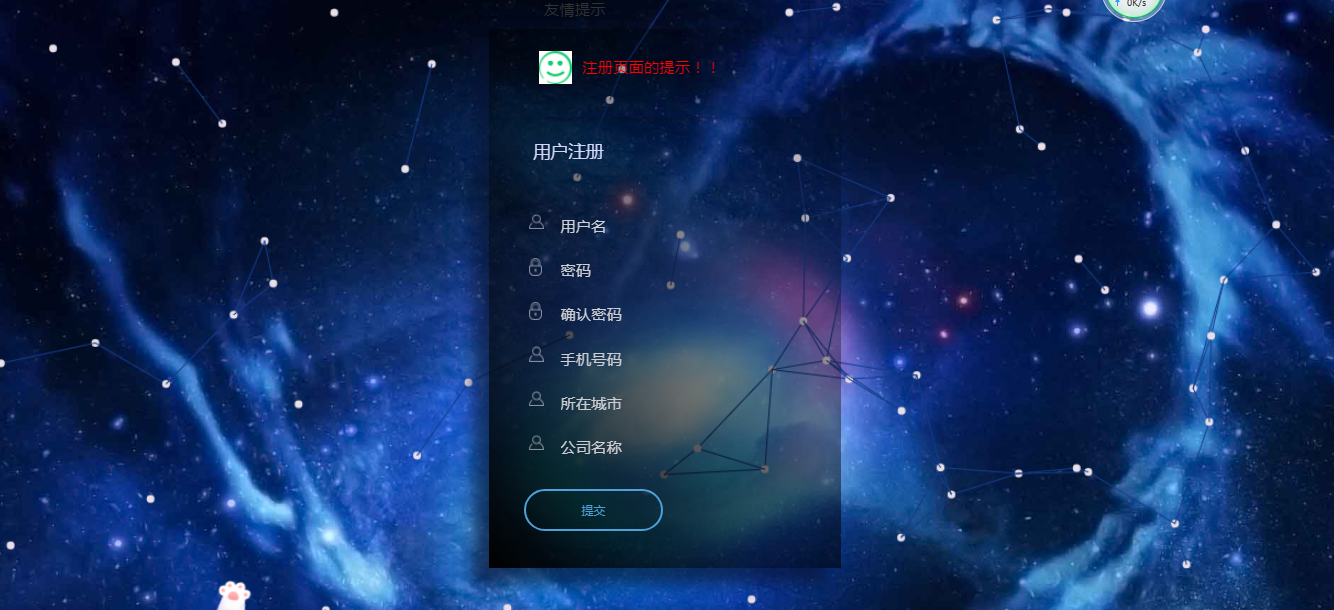 友情提示
↑ 0K/s
注册页面的提示！！
用户注册
用户名
密码
确认密码
手机号码
所在城市
公司名称
提交